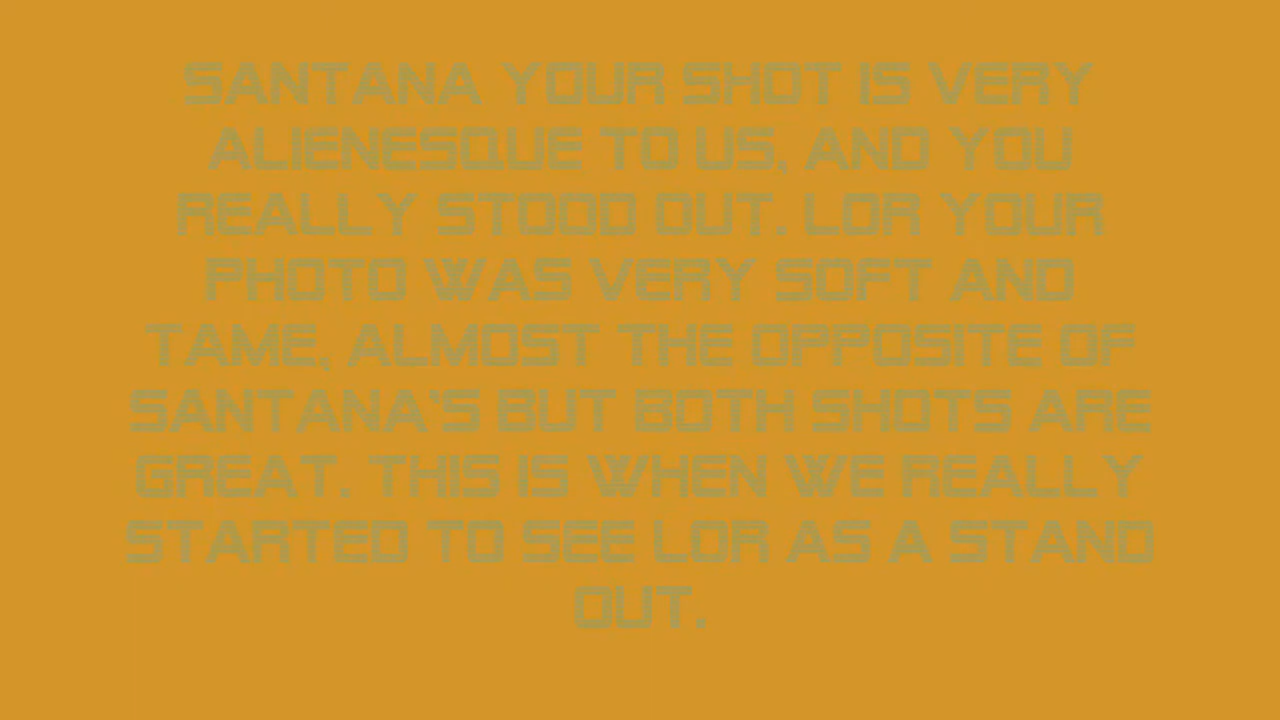 SANTANA YOUR SHOT IS VERY
ALIENESQUE TO US, AND YOU
REALLY STOOD OUT. LOR YOUR
PHOTO WAS VERY SOFT AND
TAME, ALMOST THE OPPOSITE OF
SANTANA'S BUT BOTH SHOTS ARE
GREAT. THIS IS WHEN WE REALLY
STARTED TO SEE LOR AS A STAND
OUT.